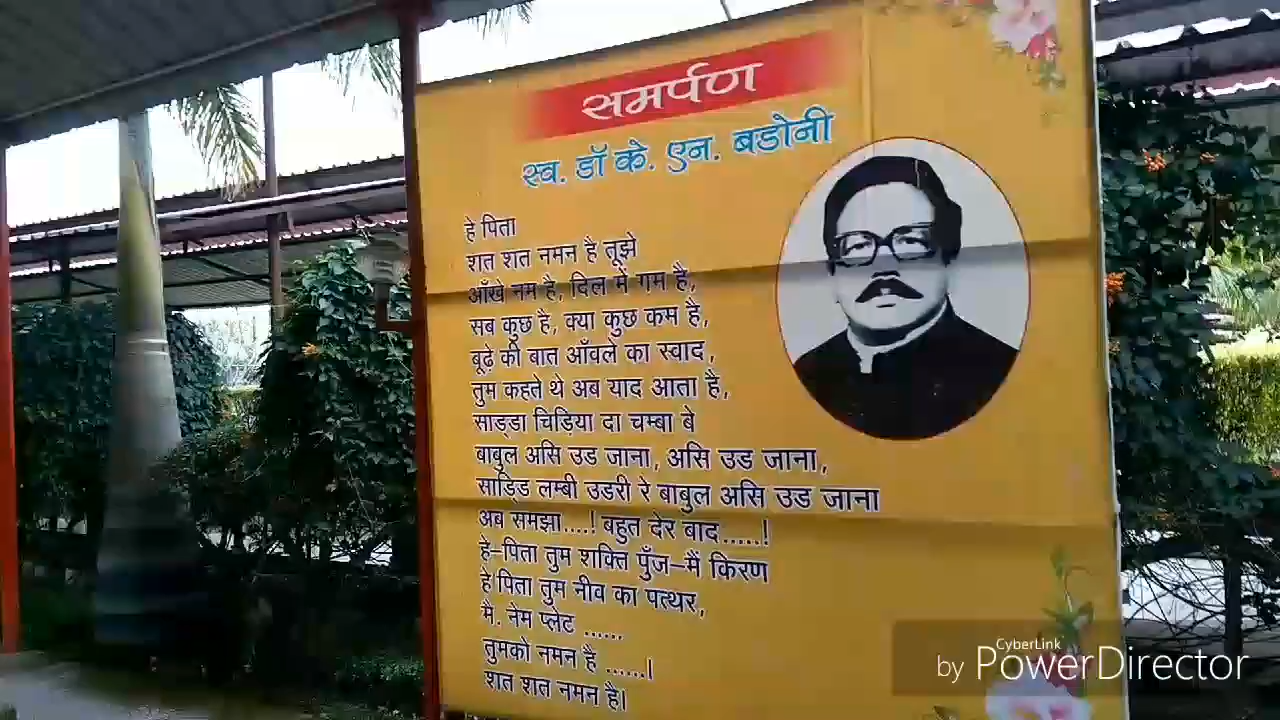 समर्पण
स्व. डॉ के. एन. बडोनी
हे पिता
शत शत नमन है तूझे
आँखे नम है, दिल में गम है,
सब कुछ है, क्या कुछ कम है,
बूढ़े की बात आँवले का स्वाद,
तुम कहते थे अब याद आता है,
साड्डा चिड़िया दा चम्बा बे
बाबुल असि उड जाना, असि उड जाना,
साड्डि लम्बी उडरी रे बाबुल असि उड जाना
अब समझा....! बहुत देर बाद.....!
हे–पिता तुम शक्ति पुँज–मैं किरण
हे पिता तुम नीव का पत्थर,
मै. नेम प्लेट ......
तुमको नमन है .....।
शत शत नमन है।
CyberLink
by PowerDirector